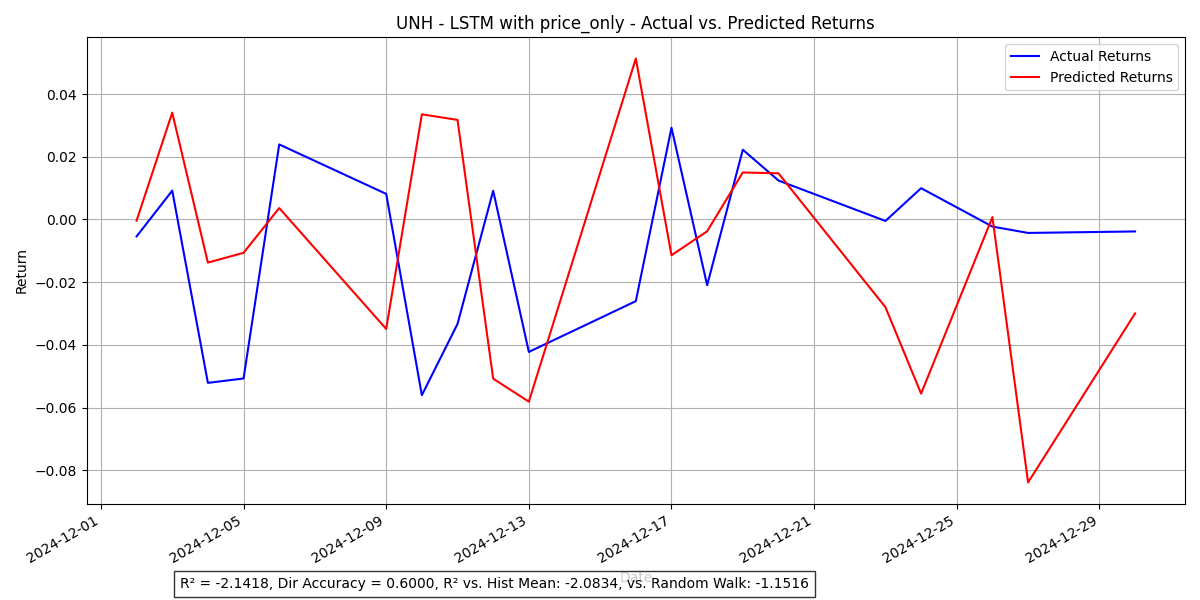 UNH - LSTM with price_only - Actual vs. Predicted Returns
Actual Returns
Predicted Returns
Return
0.04
0.02
0.00
−0.02
−0.04
−0.06
−0.08
2024-12-01
2024-12-05
2024-12-09
2024-12-13
2024-12-17
2024-12-21
2024-12-25
2024-12-29
Date
R² = -2.1418, Dir Accuracy = 0.6000, R² vs. Hist Mean: -2.0834, vs. Random Walk: -1.1516